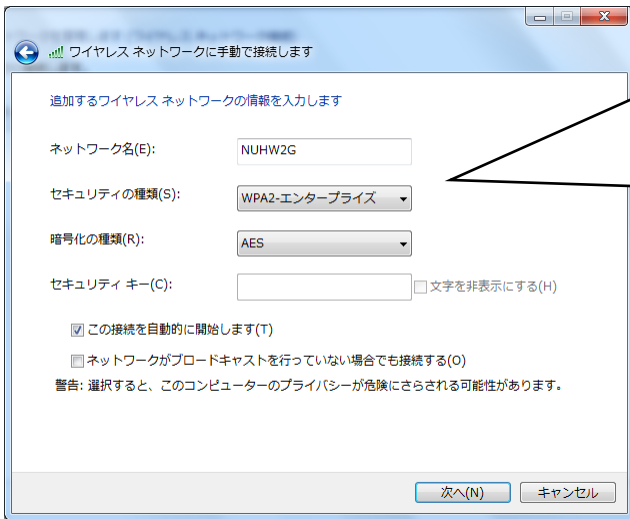 ワイヤレス ネットワークに手動で接続します
追加するワイヤレス ネットワークの情報を入力します
ネットワーク名(E):
NUHW2G
セキュリティの種類(S):
WPA2-エンタープライズ
暗号化の種類(R):
AES
セキュリティ キー(C):
文字を非表示にする(H)
この接続を自動的に開始します(T)
ネットワークがブロードキャストを行っていない場合でも接続する(O)
警告: 選択すると、このコンピューターのプライバシーが危険にさらされる可能性があります。
次へ(N)
キャンセル